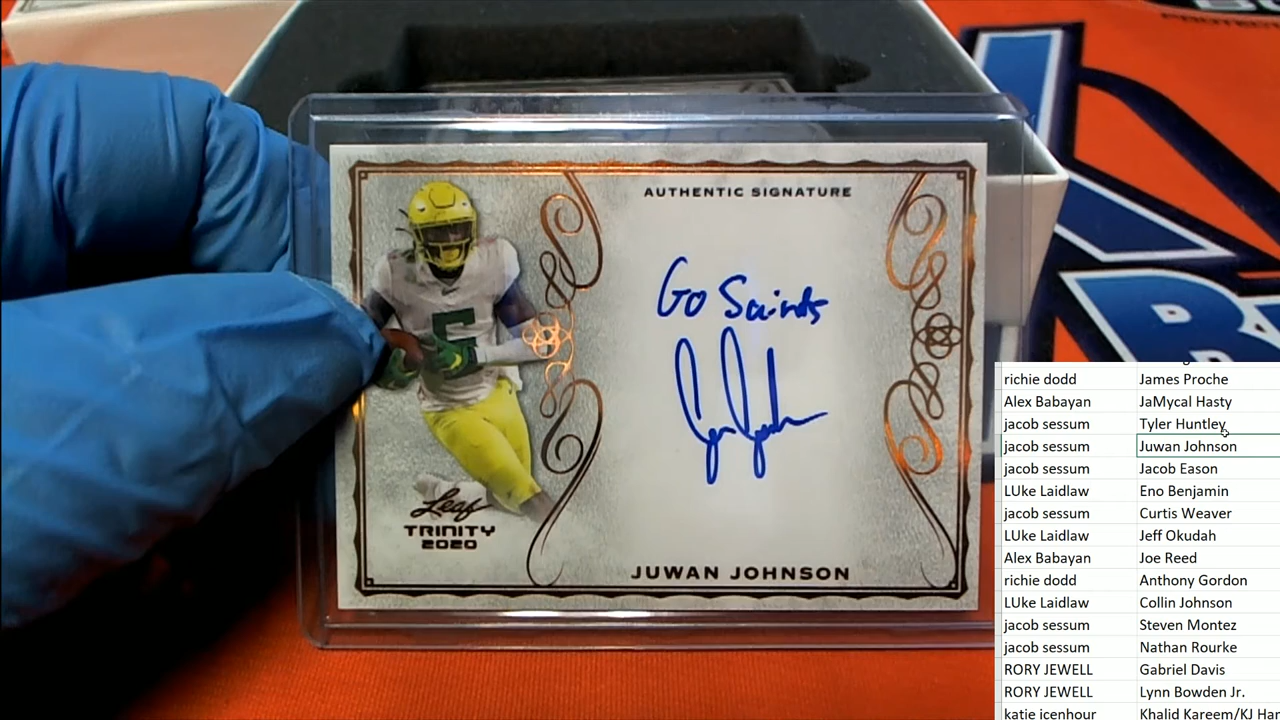 AUTHENTIC SIGNATURE
Go Saints
5
Leaf
TRINITY
2020
JUWAN JOHNSON
richie dodd James Proche
Alex Babayan JaMycal Hasty
jacob sessum Tyler Huntley
jacob sessum Juwan Johnson
jacob sessum Jacob Eason
LUke Laidlaw Eno Benjamin
jacob sessum Curtis Weaver
LUke Laidlaw Jeff Okudah
Alex Babayan Joe Reed
richie dodd Anthony Gordon
LUke Laidlaw Collin Johnson
jacob sessum Steven Montez
jacob sessum Nathan Rourke
RORY JEWELL Gabriel Davis
RORY JEWELL Lynn Bowden Jr.
katie icenhour Khalid Kareem/KJ Har